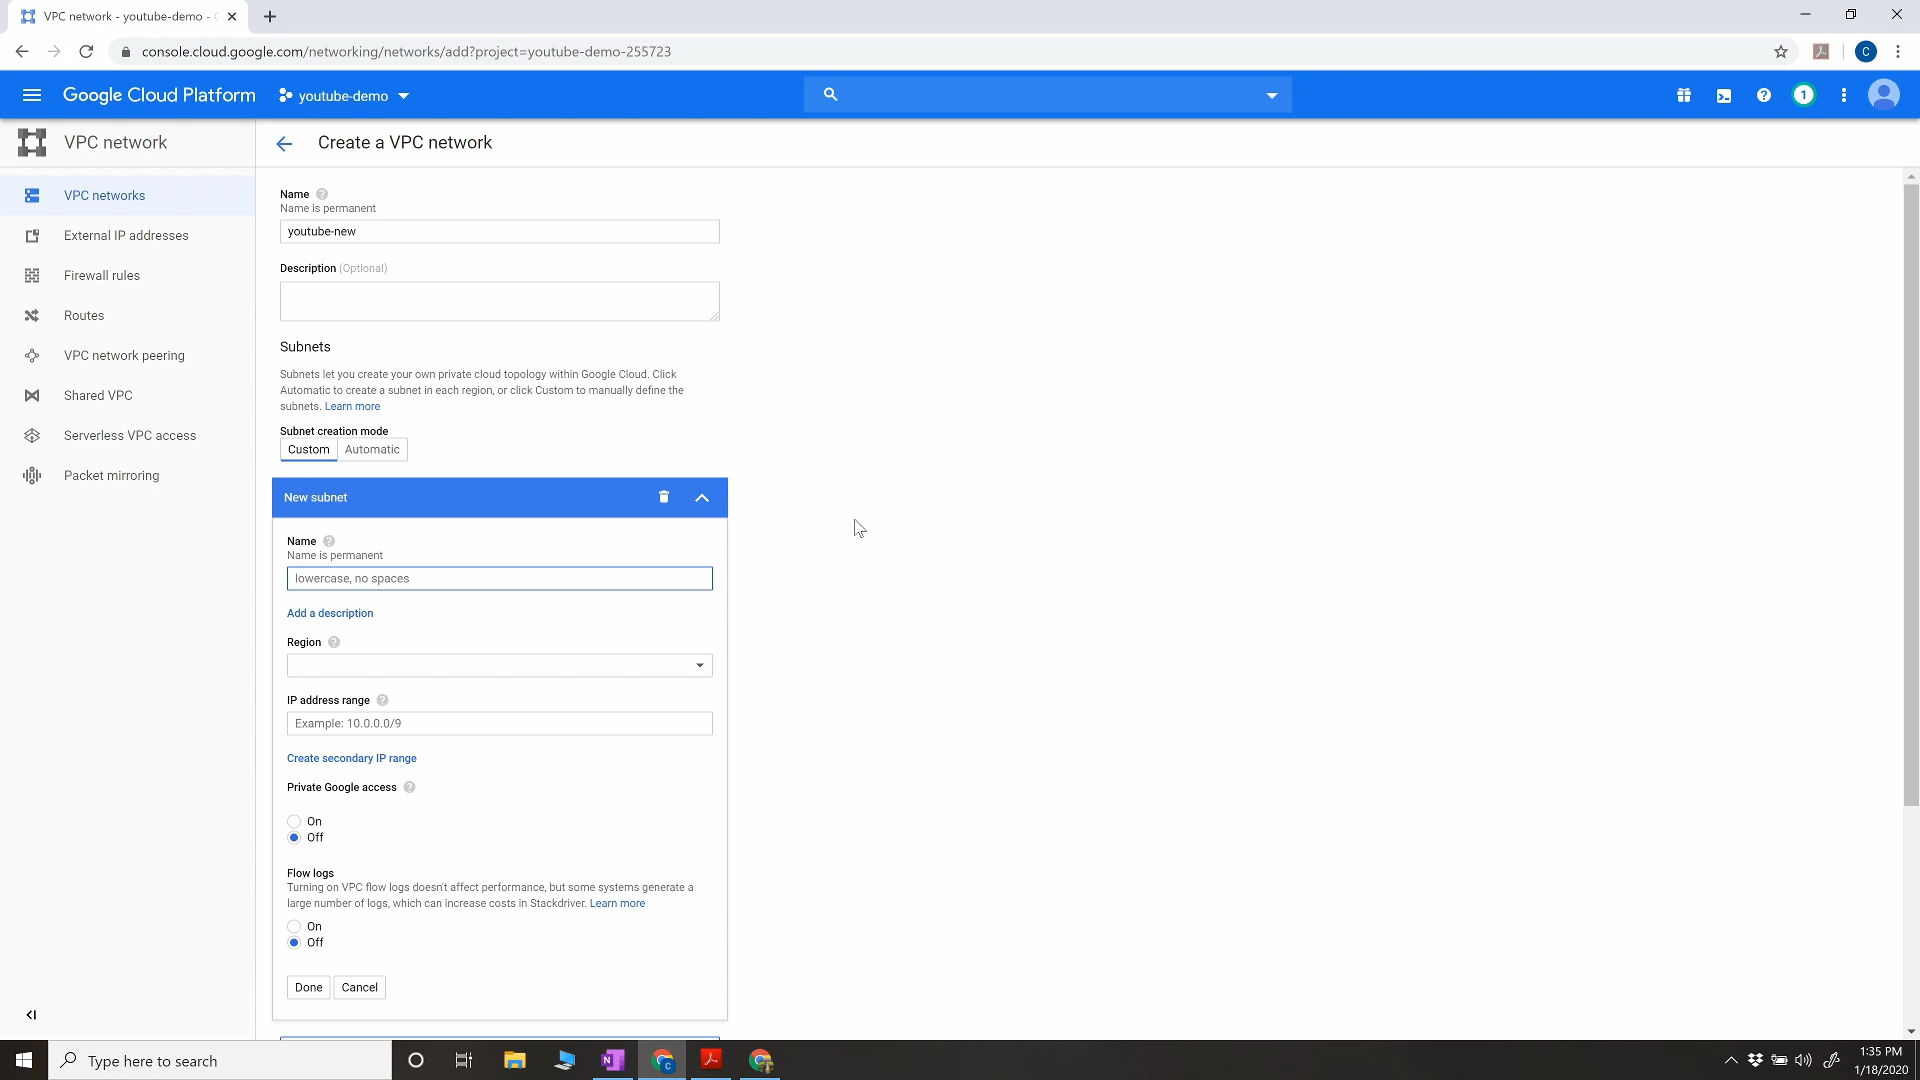 VPC network - youtube-demo -
console.cloud.google.com/networking/networks/add?project=youtube-demo-255723
C
Google Cloud Platform
youtube-demo
1
VPC network
Create a VPC network
VPC networks
External IP addresses
Firewall rules
Routes
VPC network peering
Shared VPC
Serverless VPC access
Packet mirroring
Name
Name is permanent
youtube-new
Description (Optional)
Subnets
Subnets let you create your own private cloud topology within Google Cloud. Click
Automatic to create a subnet in each region, or click Custom to manually define the
subnets. Learn more
Subnet creation mode
Custom
Automatic
New subnet
Name
Name is permanent
lowercase, no spaces
Add a description
Region
IP address range
Example: 10.0.0.0/9
Create secondary IP range
Private Google access
On
Off
Flow logs
Turning on VPC flow logs doesn't affect performance, but some systems generate a
large number of logs, which can increase costs in Stackdriver. Learn more
On
Off
Done
Cancel
Type here to search
1:35 PM
1/18/2020